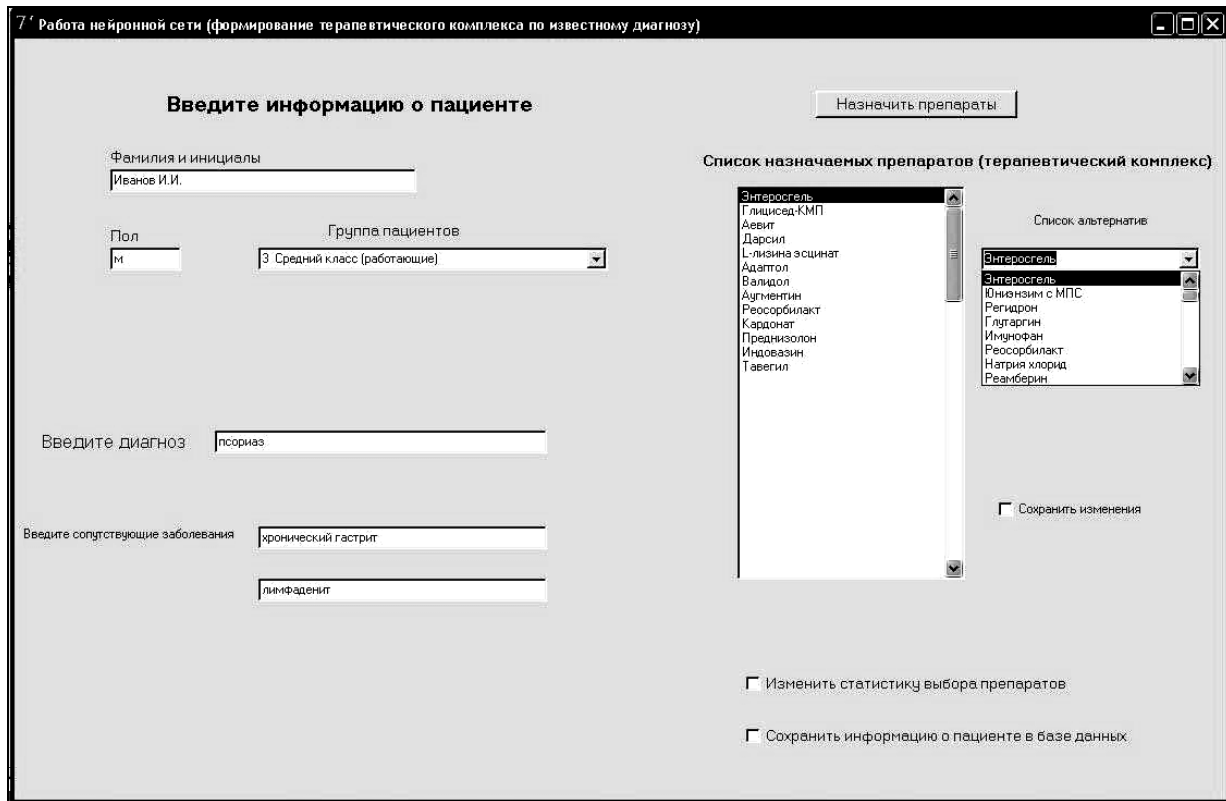 7' Работа нейронной сети (формирование терапевтического комплекса по известному диагнозу)
Введите информацию о пациенте
Фамилия и инициалы
Иванов И.И.
Пол
м
Группа пациентов
3 Средний класс (работающие)
Введите диагноз
псориаз
Введите сопутствующие заболевания
хронический гастрит
лимфаденит
Назначить препараты
Список назначаемых препаратов (терапевтический комплекс)
Энтеросгель
Глицисед-КМП
Аевит
Дарсил
L-лизина эсцинат
Адаптол
Валидол
Аугментин
Реосорбилакт
Кардонат
Преднизолон
Индовазин
Тавегил
Список альтернатив
Энтеросгель
Энтеросгель
Юниэнзим с МПС
Регидрон
Глутаргин
Имунофан
Реосорбилакт
Натрия хлорид
Реамберин
Сохранить изменения
Изменить статистику выбора препаратов
Сохранить информацию о пациенте в базе данных